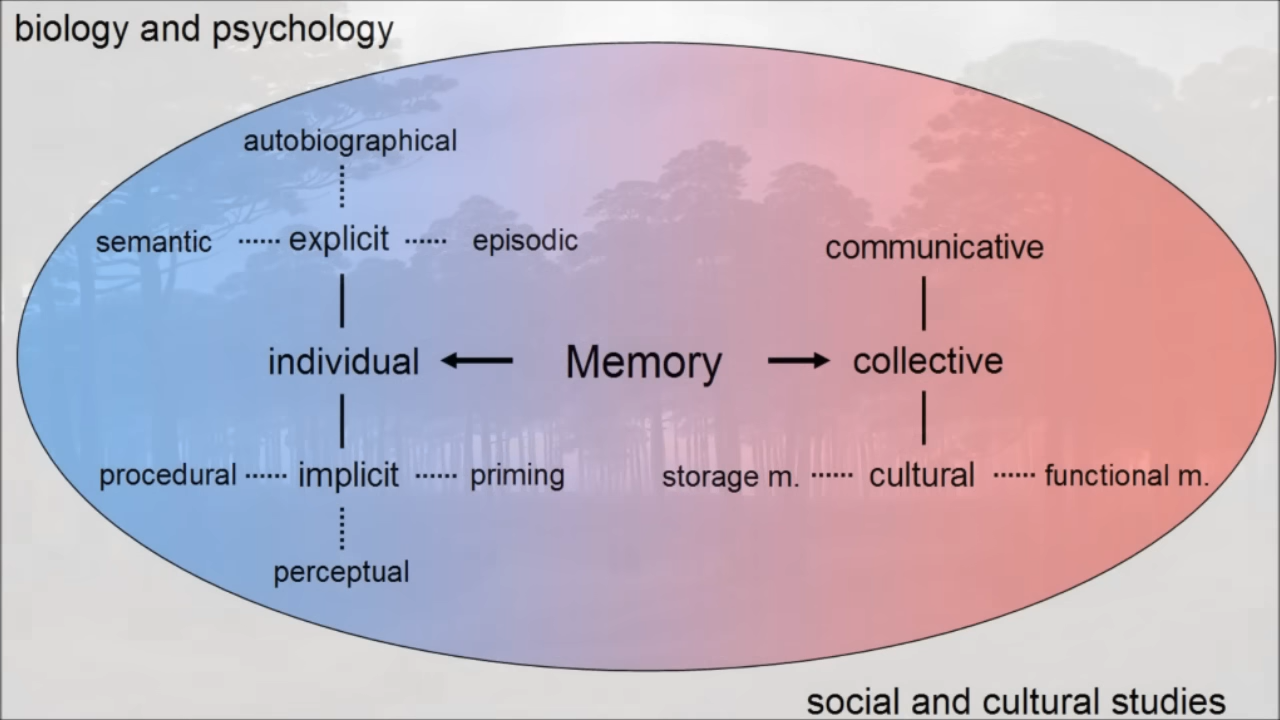 biology and psychology
autobiographical
semantic explicit episodic
communicative
individual Memory collective
procedural implicit priming storage m. cultural functional m.
perceptual
social and cultural studies